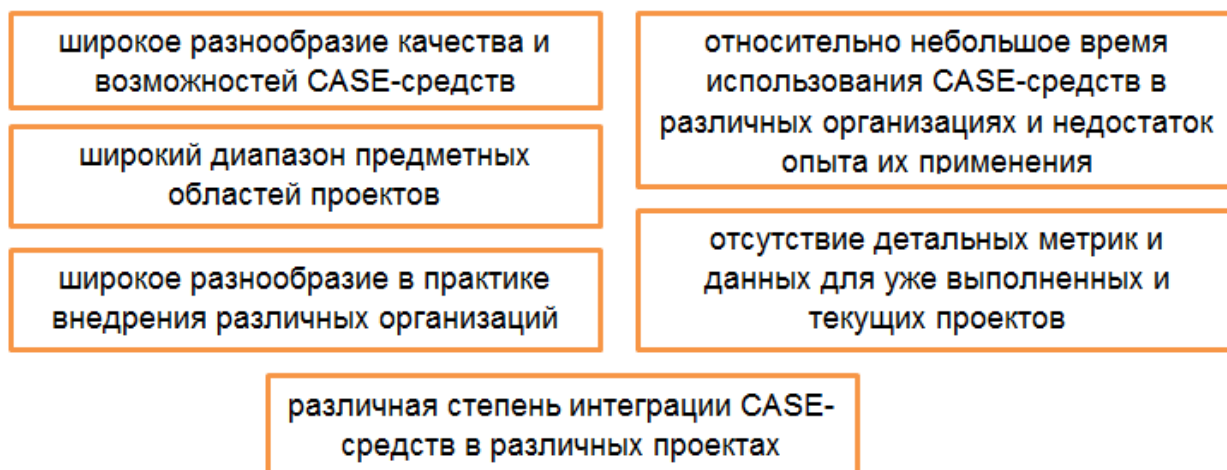 широкое разнообразие качества и
возможностей CASE-средств
широкий диапазон предметных
областей проектов
широкое разнообразие в практике
внедрения различных организаций
относительно небольшое время
использования CASE-средств в
различных организациях и недостаток
опыта их применения
отсутствие детальных метрик и
данных для уже выполненных и
текущих проектов
различная степень интеграции CASE-
средств в различных проектах